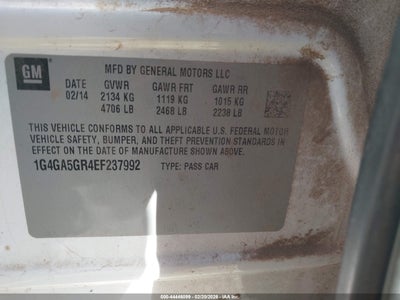 GM
MFD BY GENERAL MOTORS LLC
DATE GVWR GAWR FRT GAWR RR
02/14 2134 KG 1119 KG 1015 KG
4706 LB 2468 LB 2238 LB
THIS VEHICLE CONFORMS TO ALL APPLICABLE U.S. FEDERAL MOTOR
VEHICLE SAFETY, BUMPER, AND THEFT PREVENTION STANDARDS
IN EFFECT ON THE DATE OF MANUFACTURE SHOWN ABOVE.
1G4GA5GR4EF237992 TYPE: PASS CAR